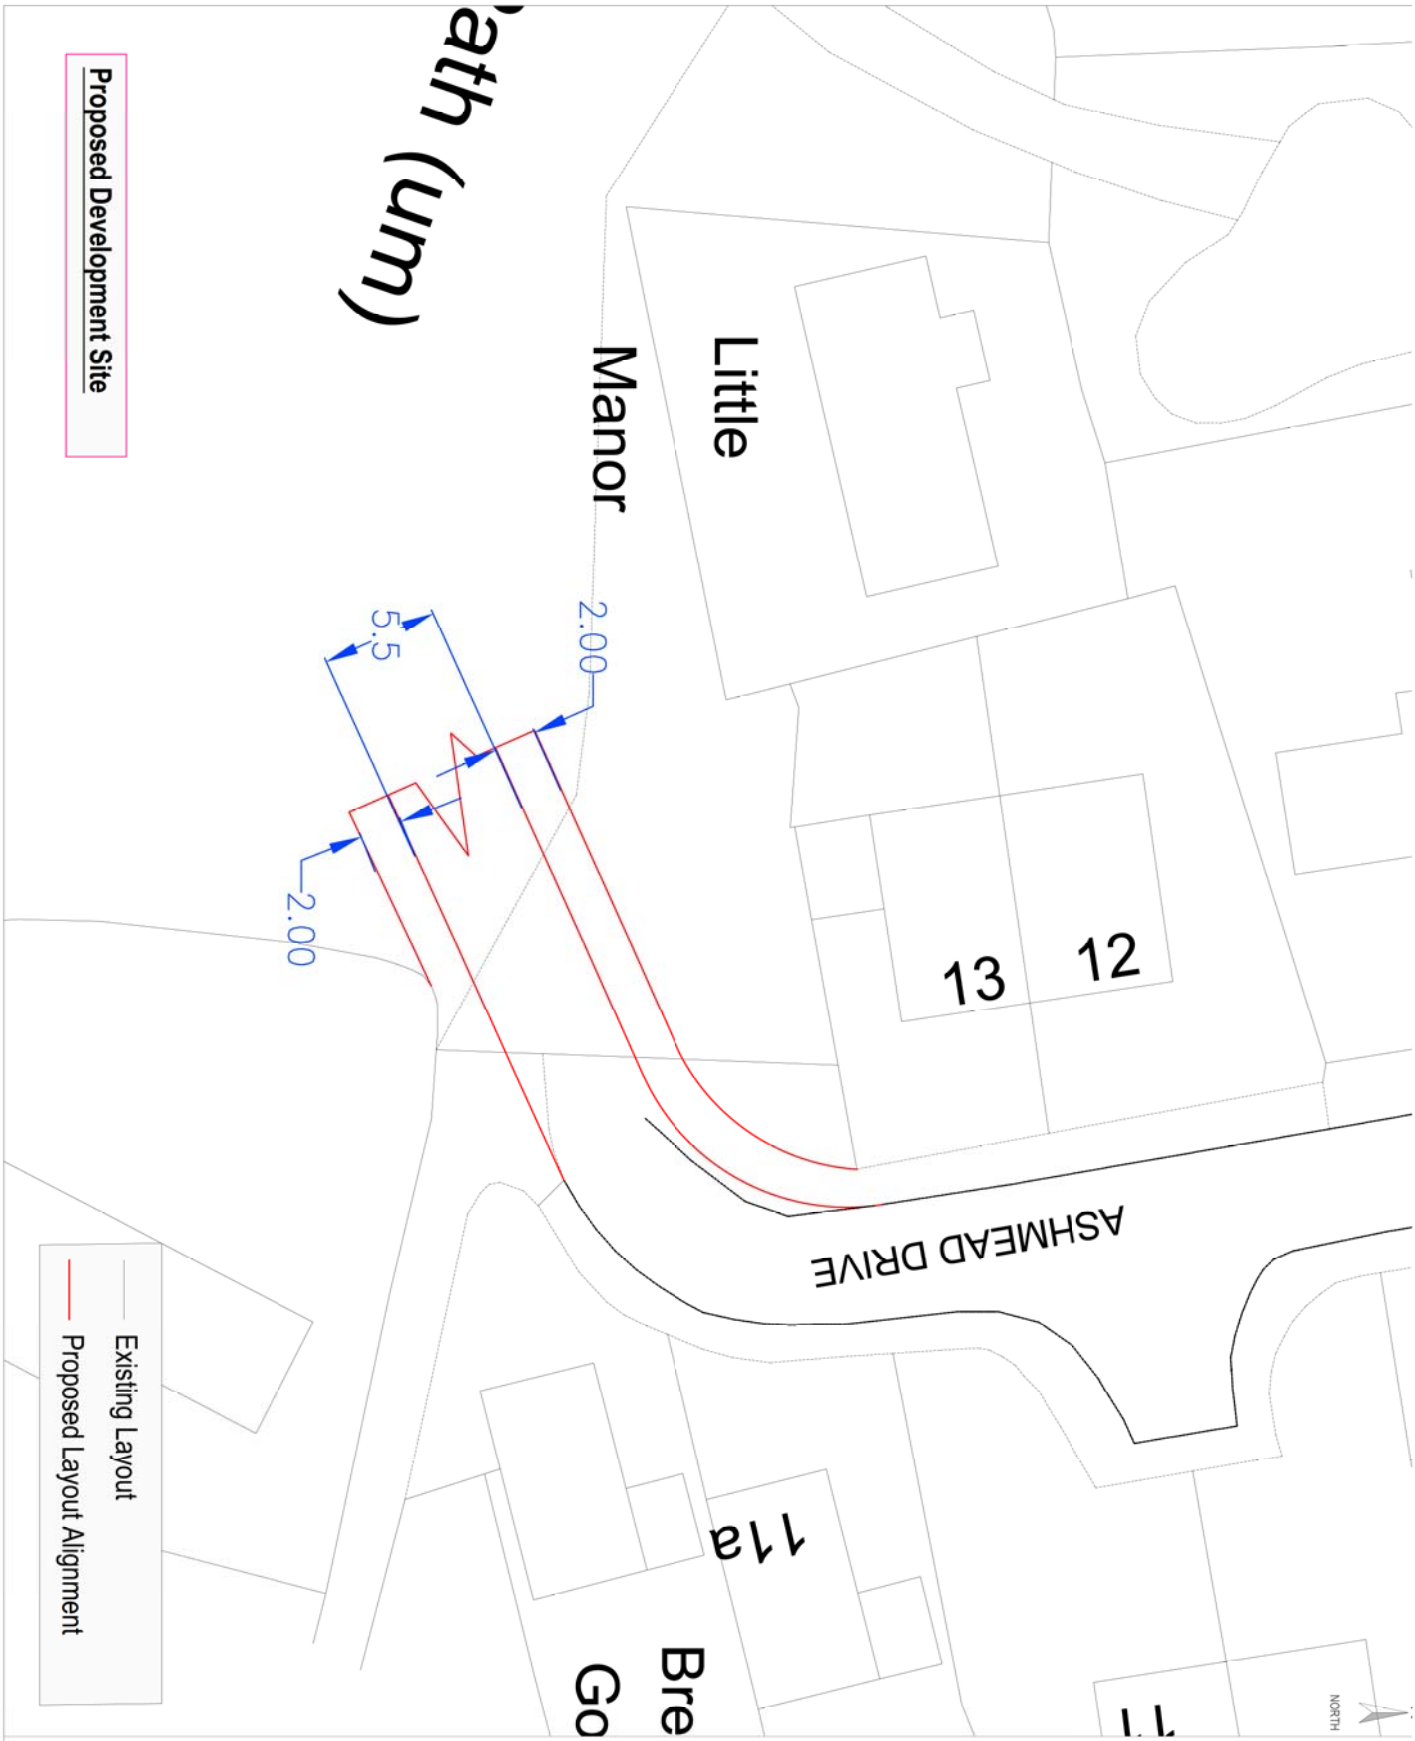 Proposed Development Site
ath (um)
Little
Manor
5.5
2.00
2.00
13
12
ASHMEAD DRIVE
11a
11
Bre
Go
Existing Layout
Proposed Layout Alignment
NORTH